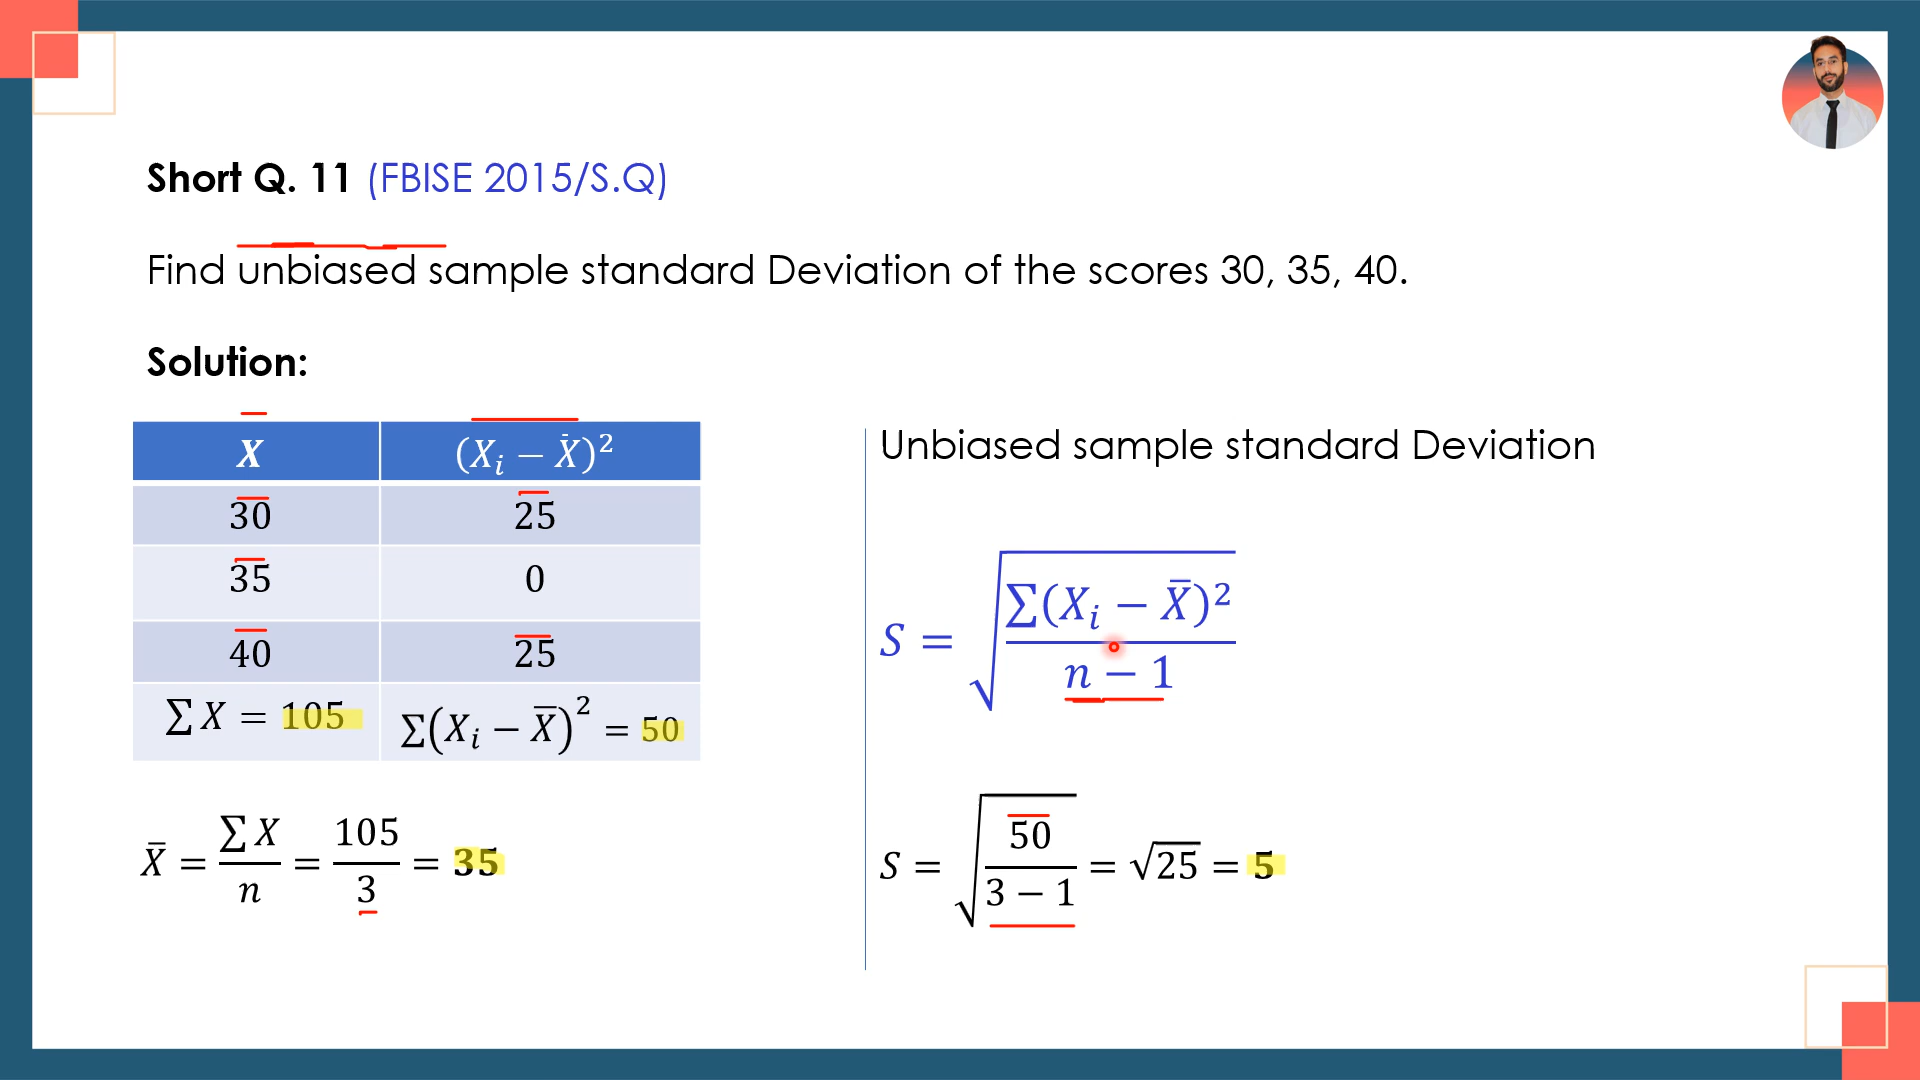 Short Q. 11 (FBISE 2015/S.Q)
Find unbiased sample standard Deviation of the scores 30, 35, 40.
Solution:
X (Xᵢ − X̄)²
30 25
35 0
40 25
∑ X = 105 ∑(Xᵢ − X̄)² = 50
X̄ = ∑ X / n = 105 / 3 = 35
Unbiased sample standard Deviation
S = √(∑(Xᵢ − X̄)² / n − 1)
S = √(50 / 3 − 1) = √25 = 5